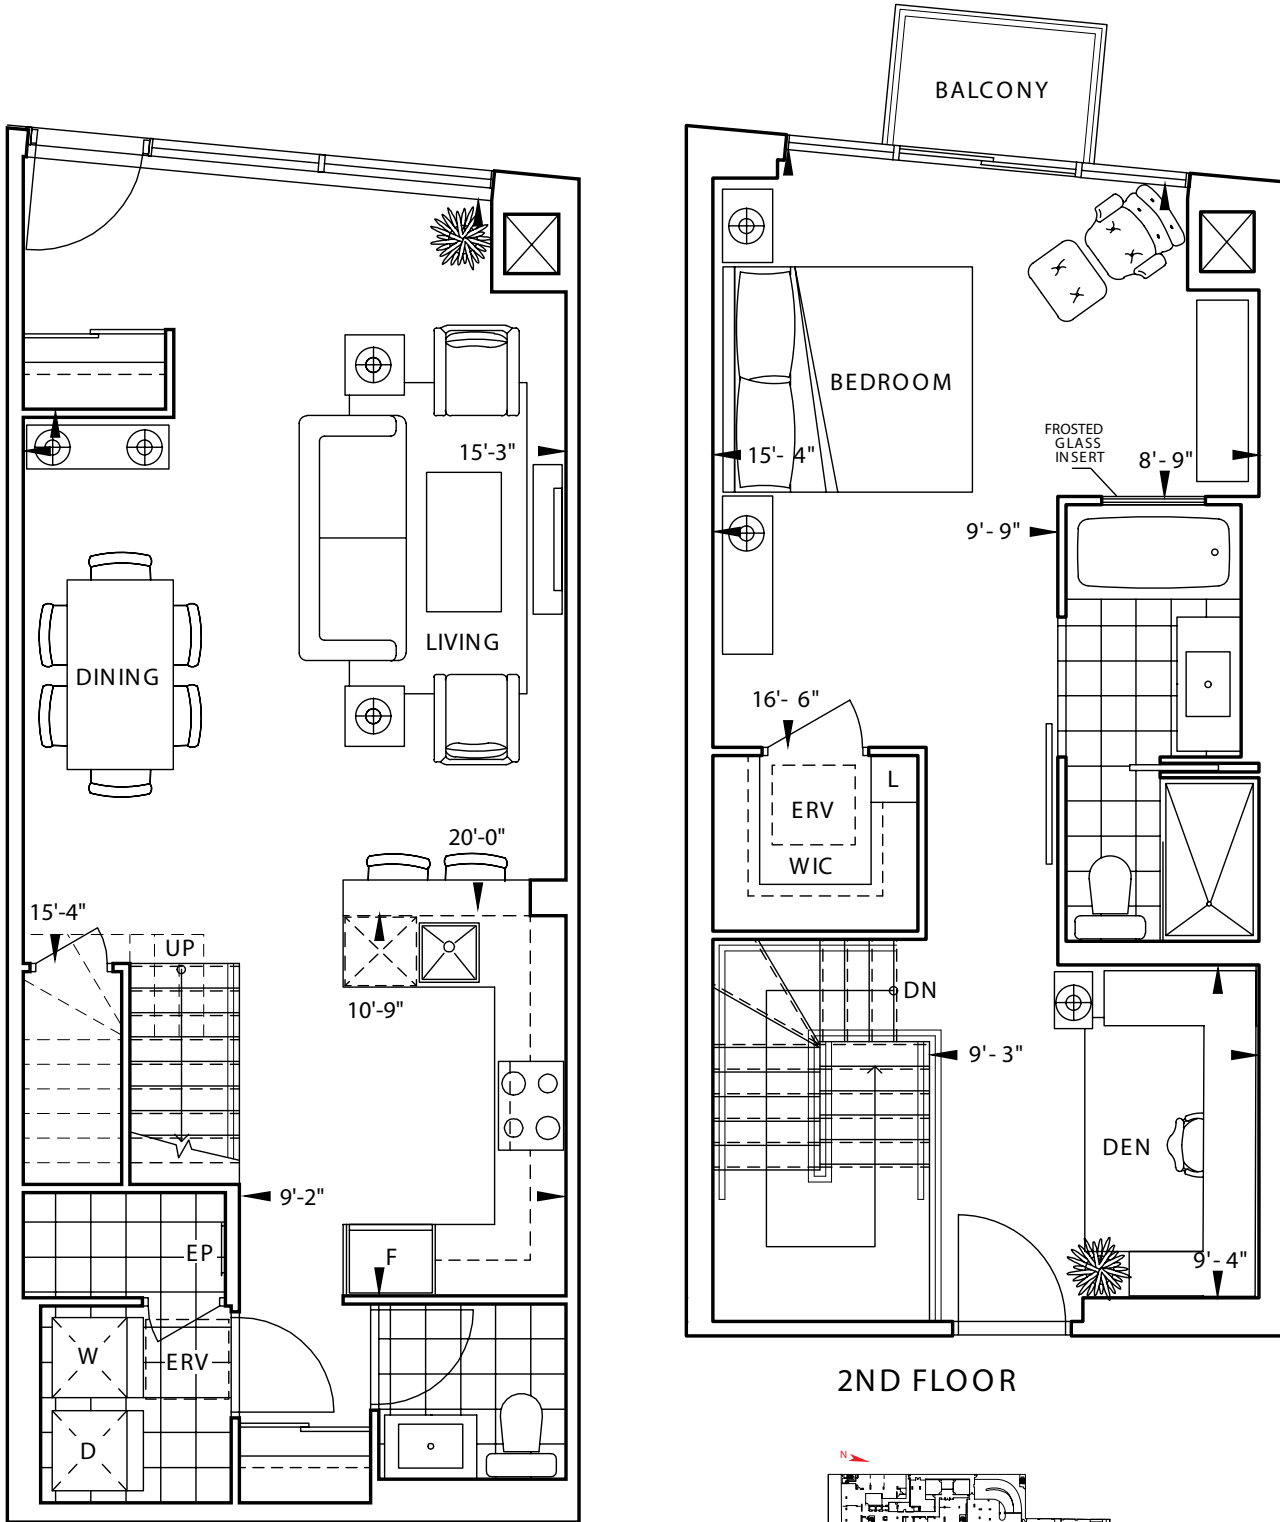 15'-3"
LIVING
DINING
20'-0"
15'-4"
UP
10'-9"
9'-2"
EP
F
W
ERV
D
BALCONY
BEDROOM
FROSTED
GLASS
INSERT
15'- 4"
8'- 9"
9'- 9"
16'- 6"
L
ERV
WIC
DN
9'- 3"
DEN
9'- 4"
2ND FLOOR
N